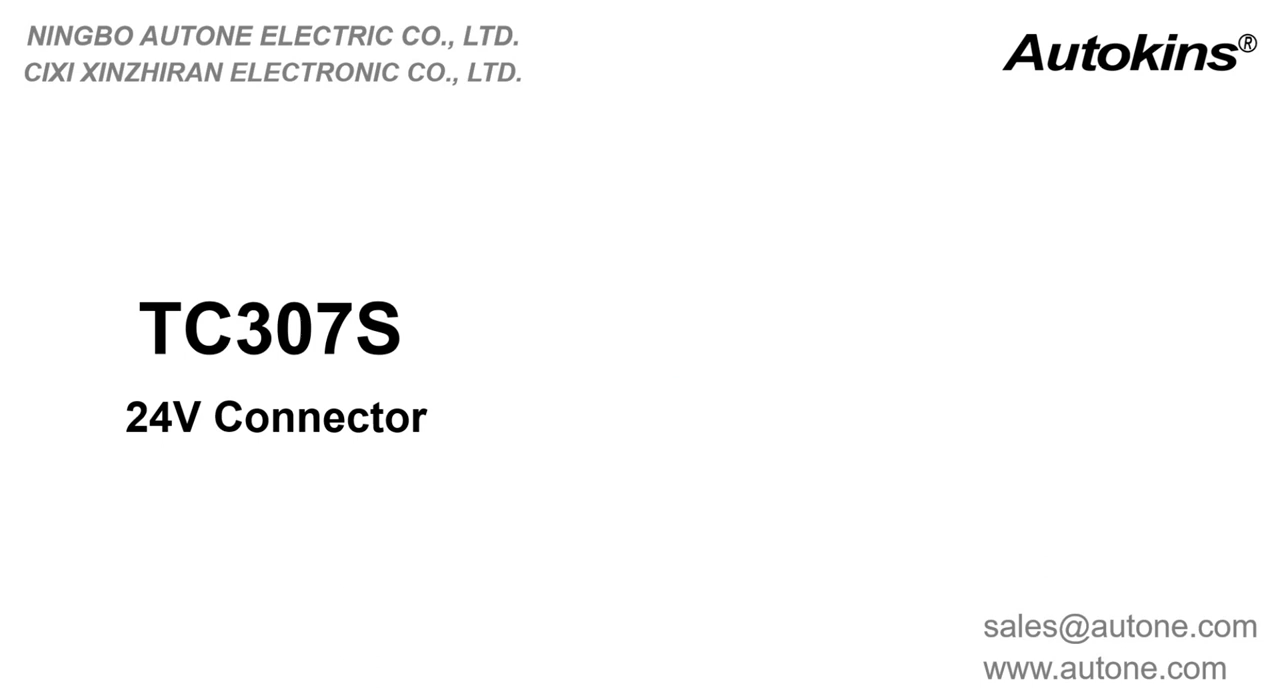 NINGBO AUTONE ELECTRIC CO., LTD.
CIXI XINZHIRAN ELECTRONIC CO., LTD.
Autokins®
TC307S
24V Connector
sales@autone.com
www.autone.com